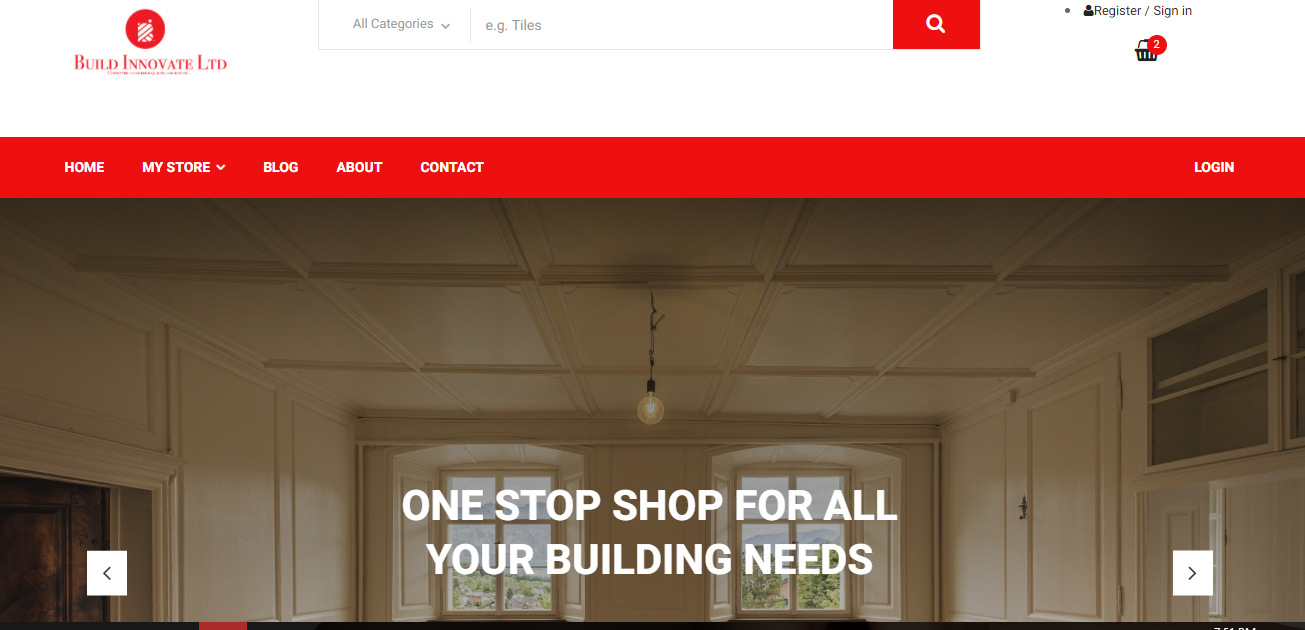 All Categories
e.g. Tiles
Register / Sign in
2
BUILD INNOVATE LTD
HOME
MY STORE
BLOG
ABOUT
CONTACT
LOGIN
ONE STOP SHOP FOR ALL
YOUR BUILDING NEEDS